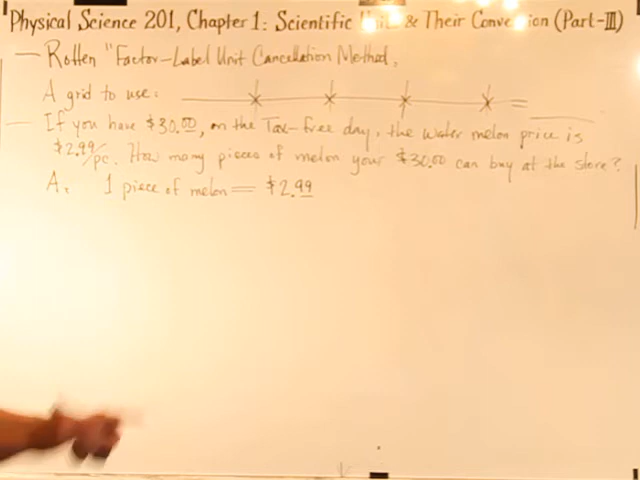 Physical Science 201, Chapter 1: Scientific & Their Conversion (Part-III)
— Rotten "Factor-Label Unit Cancellation Method,
A grid to use: =
— If you have $30.00, on the Tax-free day, the water melon price is
$2.99/pc. How many pieces of melon your $30.00 can buy at the store?
A. 1 piece of melon = $2.99